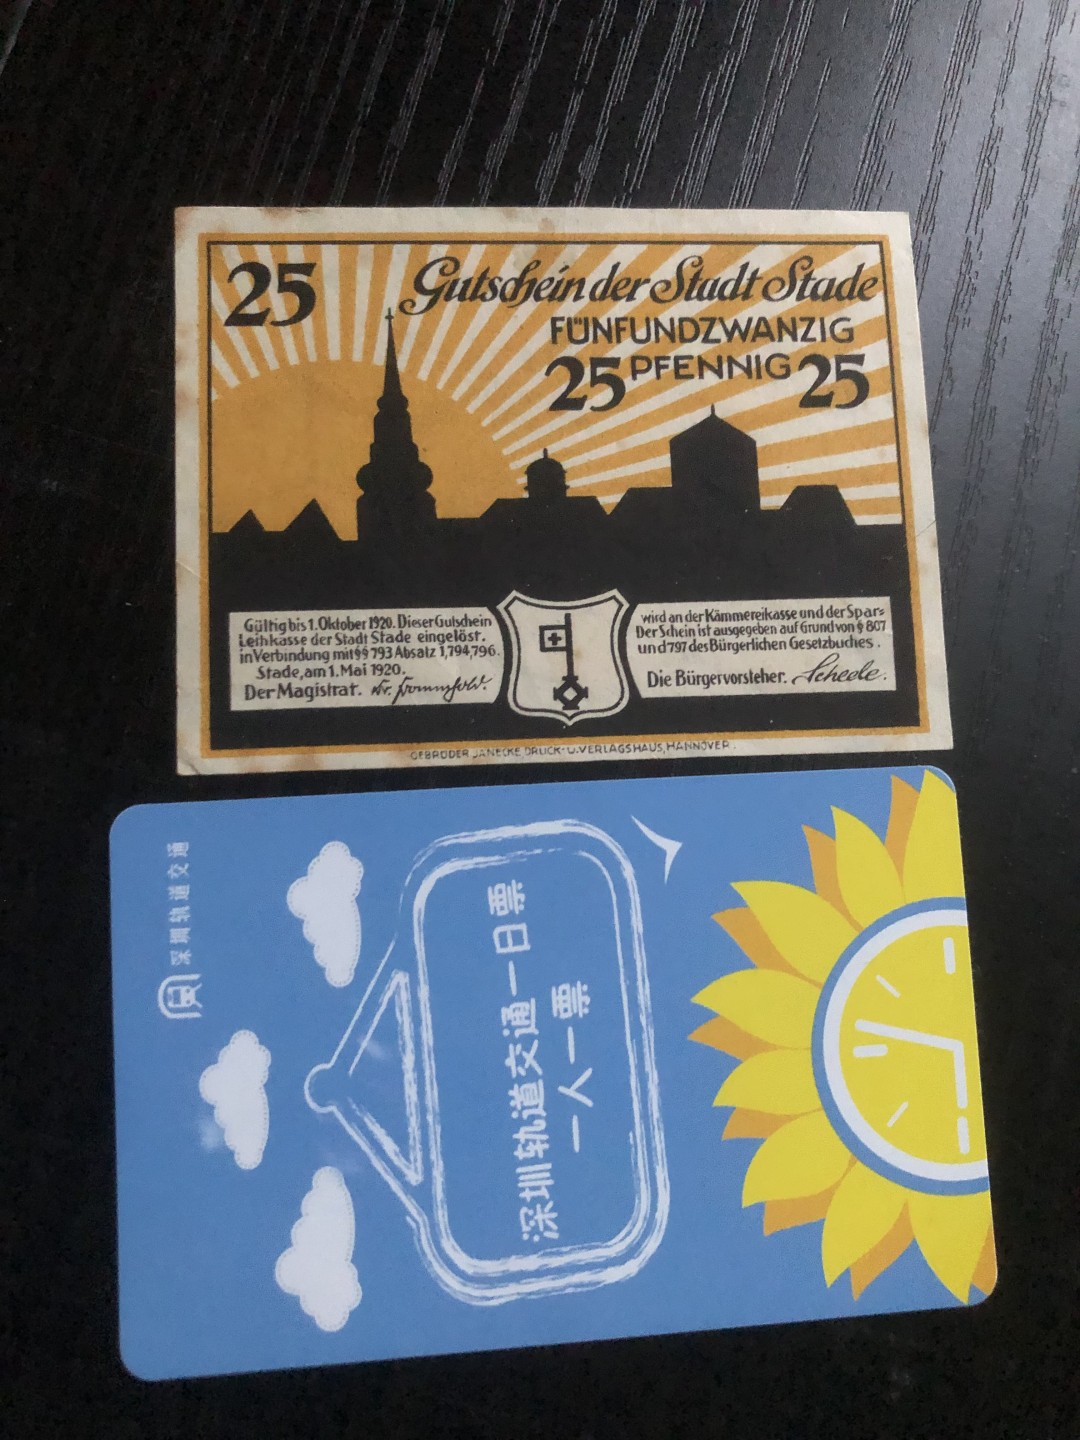 25
Gutschein der Stadt Stade
FÜNFUNDZWANZIG
25 PFENNIG 25
Gültig bis 1. Oktober 1920. Dieser Gutschein
Leihkasse der Stadt Stade eingelöst.
in Verbindung mit §§ 793 Absatz 1, 794, 796.
Stade, am 1. Mai 1920.
Der Magistrat.
wird an der Kämmereikasse und der Spar=
Der Schein ist ausgegeben auf Grund von § 807
und 797 des Bürgerlichen Gesetzbuches.
Die Bürgervorsteher. Scheele.
GEBRÜDER JÄNECKE, DRUCK- U. VERLAGSHAUS, HANNOVER.
深圳轨道交通
深圳轨道交通一日票
一人一票